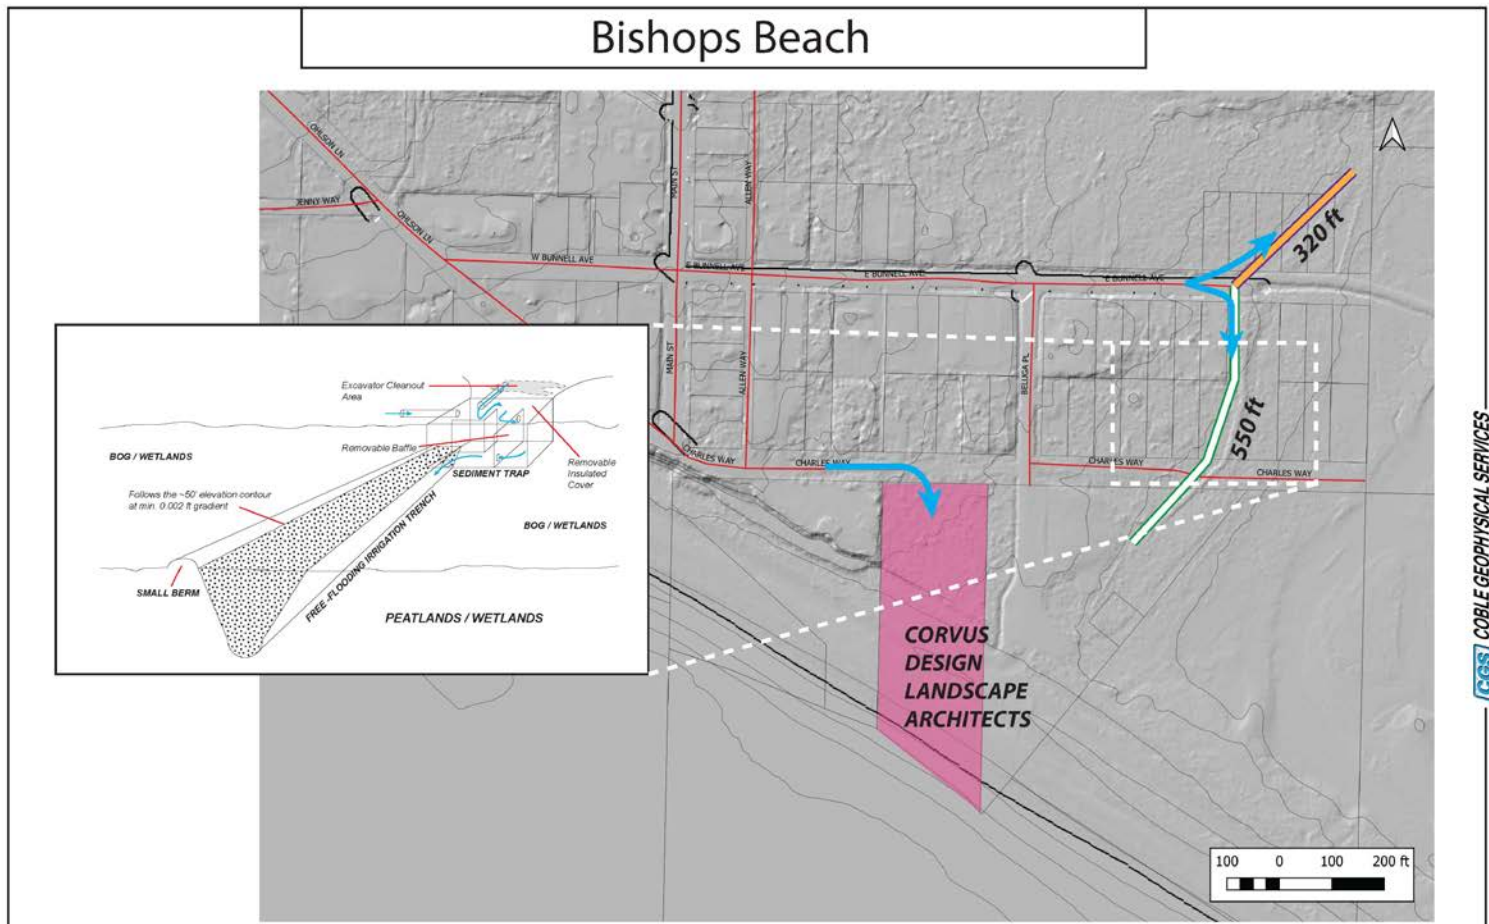 Bishops Beach
OHLSON LN
JENNY WAY
OHLSON LN
MAIN ST
ALLEN WAY
W BUNNELL AVE
E BUNNELL AVE
E BUNNELL AVE
E BUNNELL AVE
320 ft
MAIN ST
ALLEN WAY
BELUGA PL
550 ft
CHARLES WAY
CHARLES WAY
CHARLES WAY
CHARLES WAY
Excavator Cleanout
Area
BOG / WETLANDS
Removable Baffle
SEDIMENT TRAP
Removable
Insulated
Cover
Follows the ~50' elevation contour
at min. 0.002 ft gradient
BOG / WETLANDS
FREE -FLOODING IRRIGATION TRENCH
SMALL BERM
PEATLANDS / WETLANDS
CORVUS
DESIGN
LANDSCAPE
ARCHITECTS
100 0 100 200 ft
CGS COBLE GEOPHYSICAL SERVICES